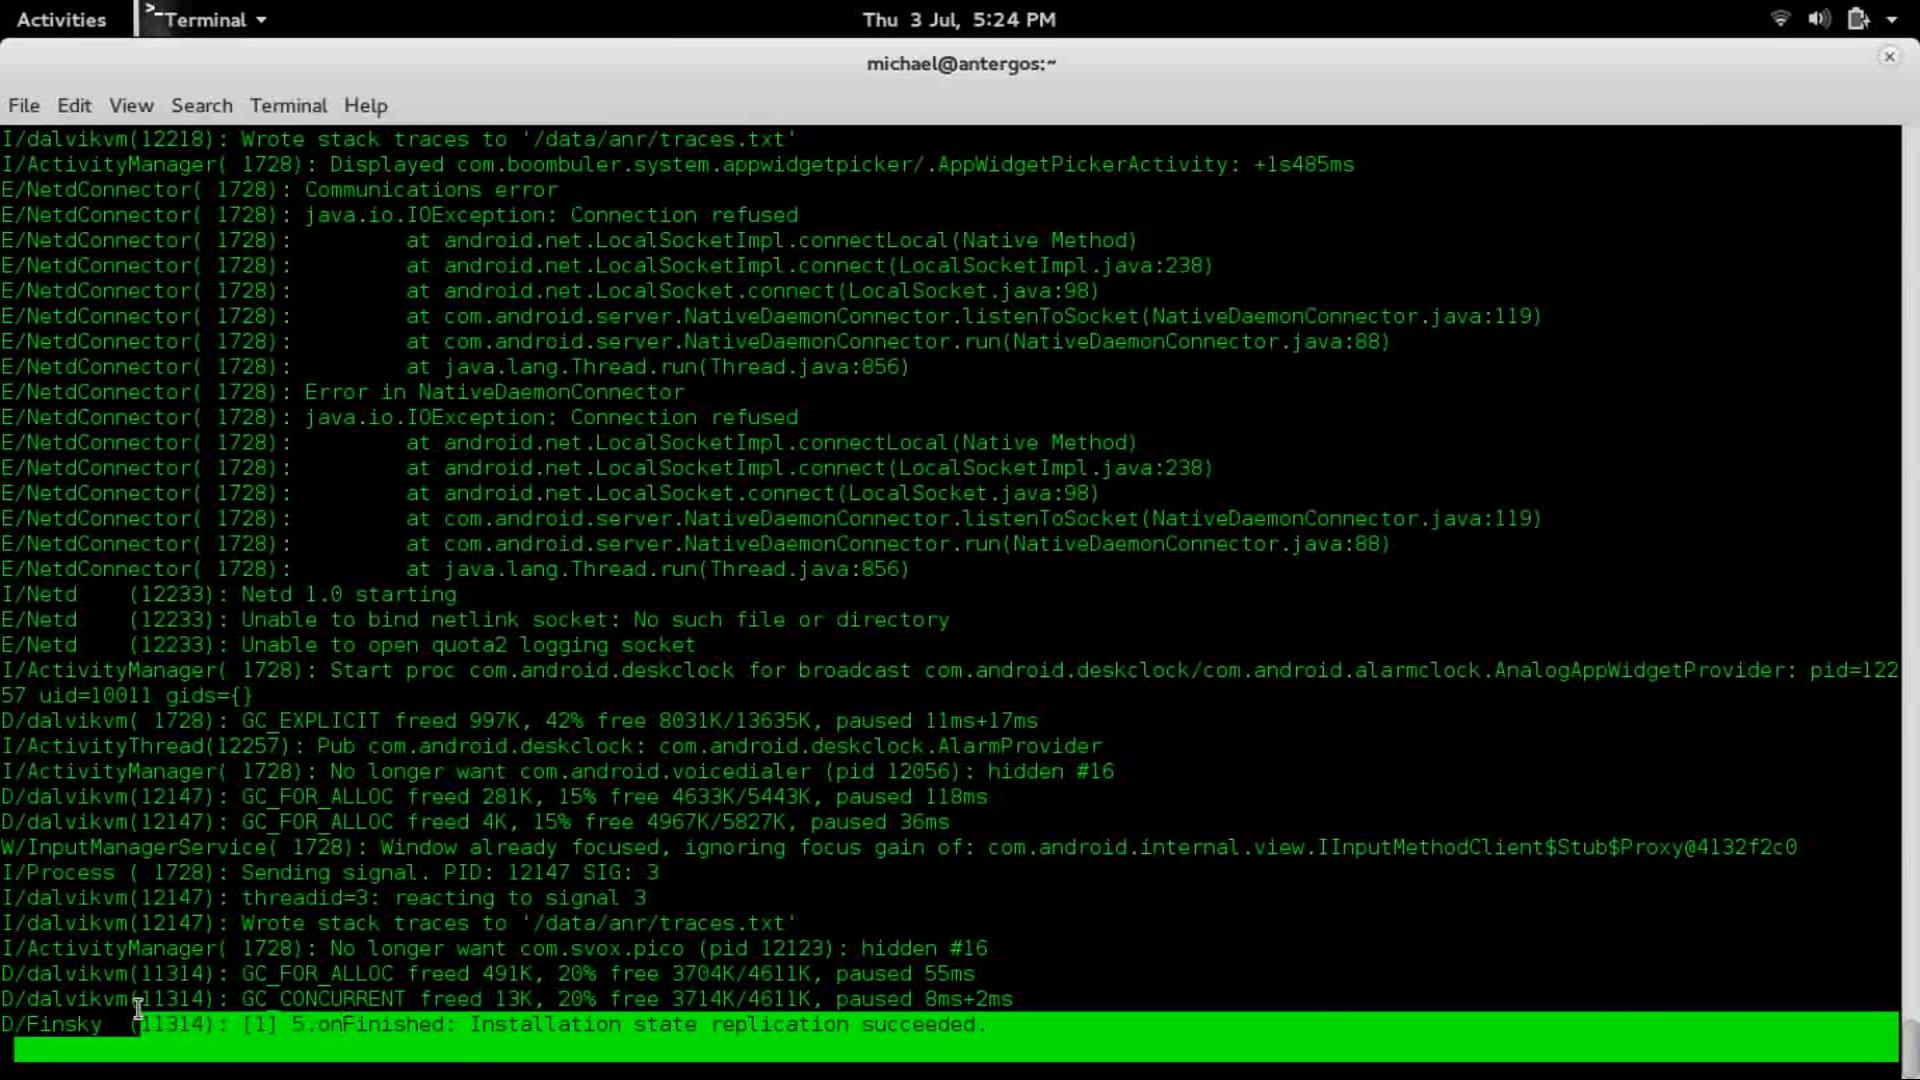 Activities
>_Terminal
Thu 3 Jul, 5:24 PM
michael@antergos:~
File Edit View Search Terminal Help
I/dalvikvm(12218): Wrote stack traces to '/data/anr/traces.txt'
I/ActivityManager( 1728): Displayed com.boombuler.system.appwidgetpicker/.AppWidgetPickerActivity: +1s485ms
E/NetdConnector( 1728): Communications error
E/NetdConnector( 1728): java.io.IOException: Connection refused
E/NetdConnector( 1728):         at android.net.LocalSocketImpl.connectLocal(Native Method)
E/NetdConnector( 1728):         at android.net.LocalSocketImpl.connect(LocalSocketImpl.java:238)
E/NetdConnector( 1728):         at android.net.LocalSocket.connect(LocalSocket.java:98)
E/NetdConnector( 1728):         at com.android.server.NativeDaemonConnector.listenToSocket(NativeDaemonConnector.java:119)
E/NetdConnector( 1728):         at com.android.server.NativeDaemonConnector.run(NativeDaemonConnector.java:88)
E/NetdConnector( 1728):         at java.lang.Thread.run(Thread.java:856)
E/NetdConnector( 1728): Error in NativeDaemonConnector
E/NetdConnector( 1728): java.io.IOException: Connection refused
E/NetdConnector( 1728):         at android.net.LocalSocketImpl.connectLocal(Native Method)
E/NetdConnector( 1728):         at android.net.LocalSocketImpl.connect(LocalSocketImpl.java:238)
E/NetdConnector( 1728):         at android.net.LocalSocket.connect(LocalSocket.java:98)
E/NetdConnector( 1728):         at com.android.server.NativeDaemonConnector.listenToSocket(NativeDaemonConnector.java:119)
E/NetdConnector( 1728):         at com.android.server.NativeDaemonConnector.run(NativeDaemonConnector.java:88)
E/NetdConnector( 1728):         at java.lang.Thread.run(Thread.java:856)
I/Netd    (12233): Netd 1.0 starting
E/Netd    (12233): Unable to bind netlink socket: No such file or directory
E/Netd    (12233): Unable to open quota2 logging socket
I/ActivityManager( 1728): Start proc com.android.deskclock for broadcast com.android.deskclock/com.android.alarmclock.AnalogAppWidgetProvider: pid=122
57 uid=10011 gids={}
D/dalvikvm( 1728): GC_EXPLICIT freed 997K, 42% free 8031K/13635K, paused 11ms+17ms
I/ActivityThread(12257): Pub com.android.deskclock: com.android.deskclock.AlarmProvider
I/ActivityManager( 1728): No longer want com.android.voicedialer (pid 12056): hidden #16
D/dalvikvm(12147): GC_FOR_ALLOC freed 281K, 15% free 4633K/5443K, paused 118ms
D/dalvikvm(12147): GC_FOR_ALLOC freed 4K, 15% free 4967K/5827K, paused 36ms
W/InputManagerService( 1728): Window already focused, ignoring focus gain of: com.android.internal.view.IInputMethodClient$Stub$Proxy@4132f2c0
I/Process ( 1728): Sending signal. PID: 12147 SIG: 3
I/dalvikvm(12147): threadid=3: reacting to signal 3
I/dalvikvm(12147): Wrote stack traces to '/data/anr/traces.txt'
I/ActivityManager( 1728): No longer want com.svox.pico (pid 12123): hidden #16
D/dalvikvm(11314): GC_FOR_ALLOC freed 491K, 20% free 3704K/4611K, paused 55ms
D/dalvikvm(11314): GC_CONCURRENT freed 13K, 20% free 3714K/4611K, paused 8ms+2ms
D/Finsky  (11314): [1] 5.onFinished: Installation state replication succeeded.